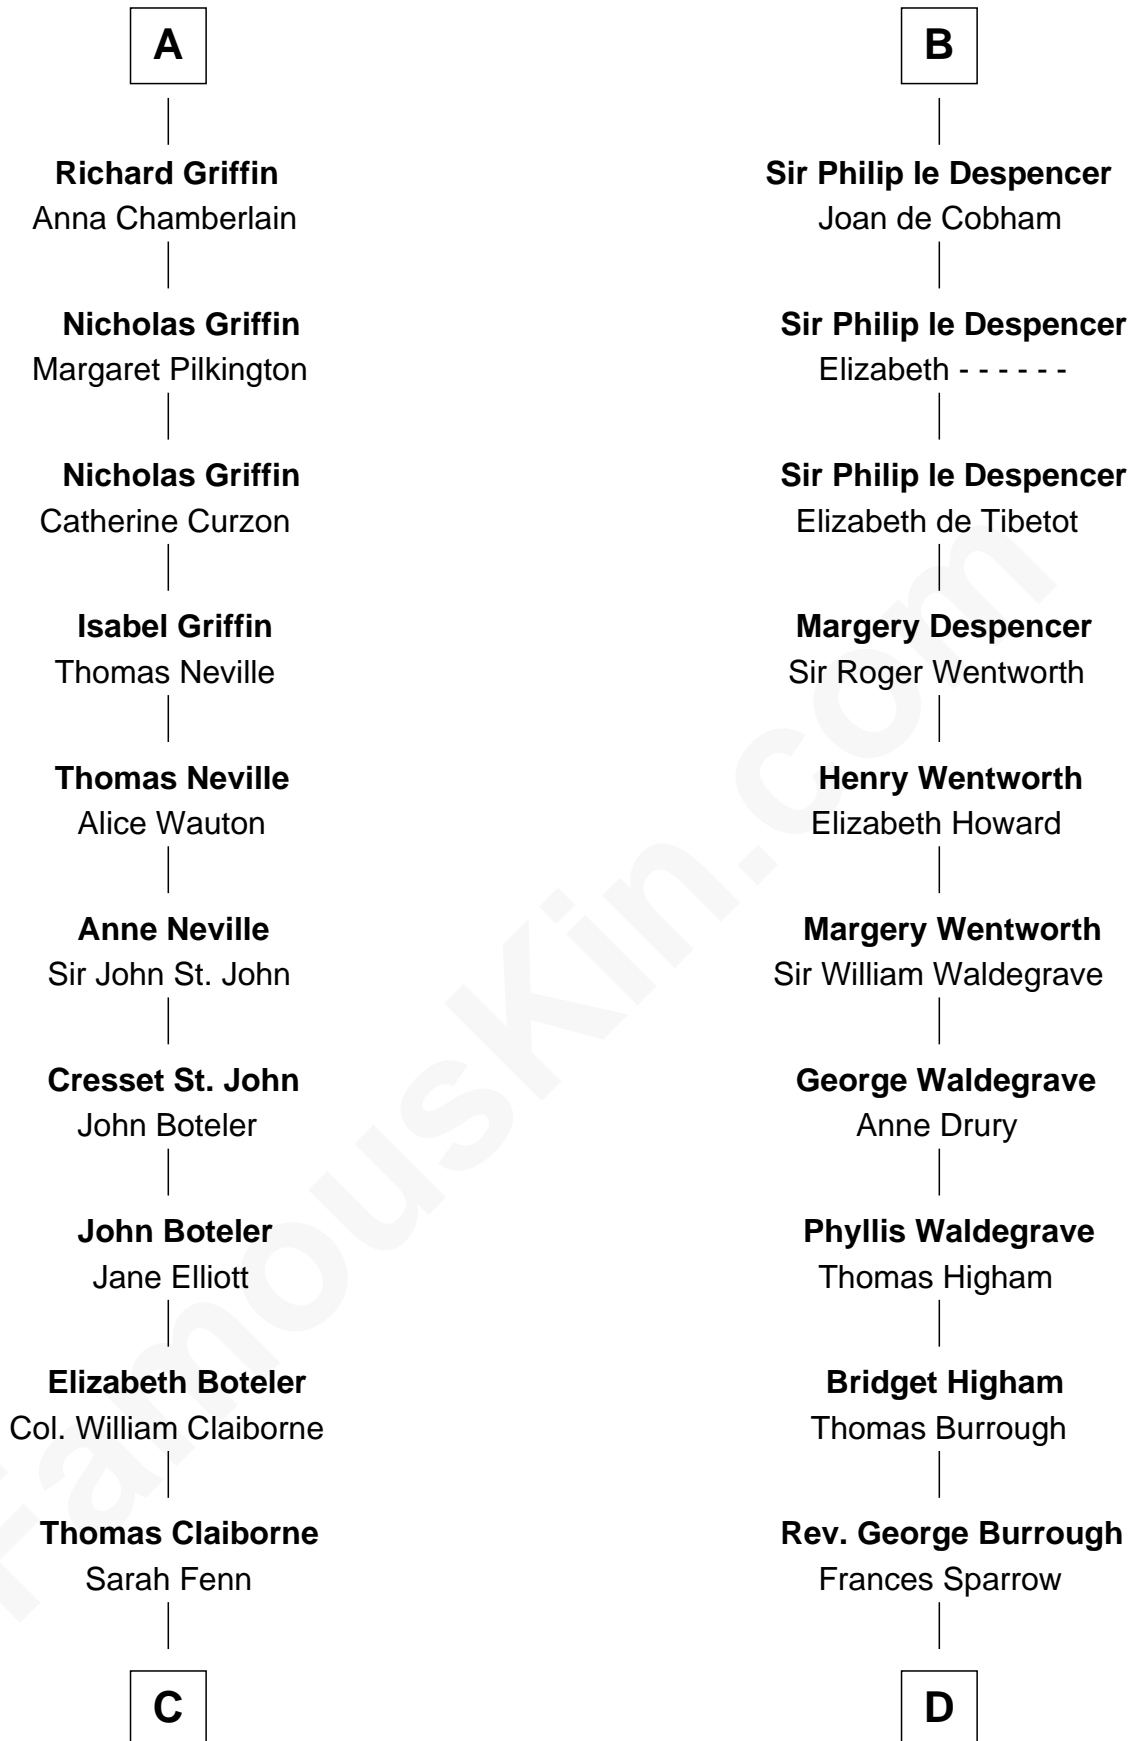 A
Richard Griffin
Anna Chamberlain
Nicholas Griffin
Margaret Pilkington
Nicholas Griffin
Catherine Curzon
Isabel Griffin
Thomas Neville
Thomas Neville
Alice Wauton
Anne Neville
Sir John St. John
Cresset St. John
John Boteler
John Boteler
Jane Elliott
Elizabeth Boteler
Col. William Claiborne
Thomas Claiborne
Sarah Fenn
C
B
Sir Philip le Despencer
Joan de Cobham
Sir Philip le Despencer
Elizabeth - - - - - -
Sir Philip le Despencer
Elizabeth de Tibetot
Margery Despencer
Sir Roger Wentworth
Henry Wentworth
Elizabeth Howard
Margery Wentworth
Sir William Waldegrave
George Waldegrave
Anne Drury
Phyllis Waldegrave
Thomas Higham
Bridget Higham
Thomas Burrough
Rev. George Burrough
Frances Sparrow
D
FamousKin.com